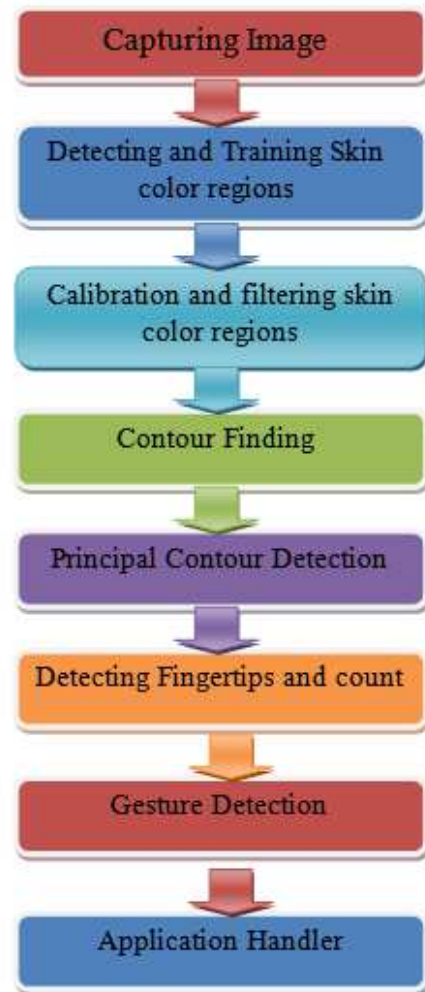 Capturing Image
Detecting and Training Skin
color regions
Calibration and filtering skin
color regions
Contour Finding
Principal Contour Detection
Detecting Fingertips and count
Gesture Detection
Application Handler